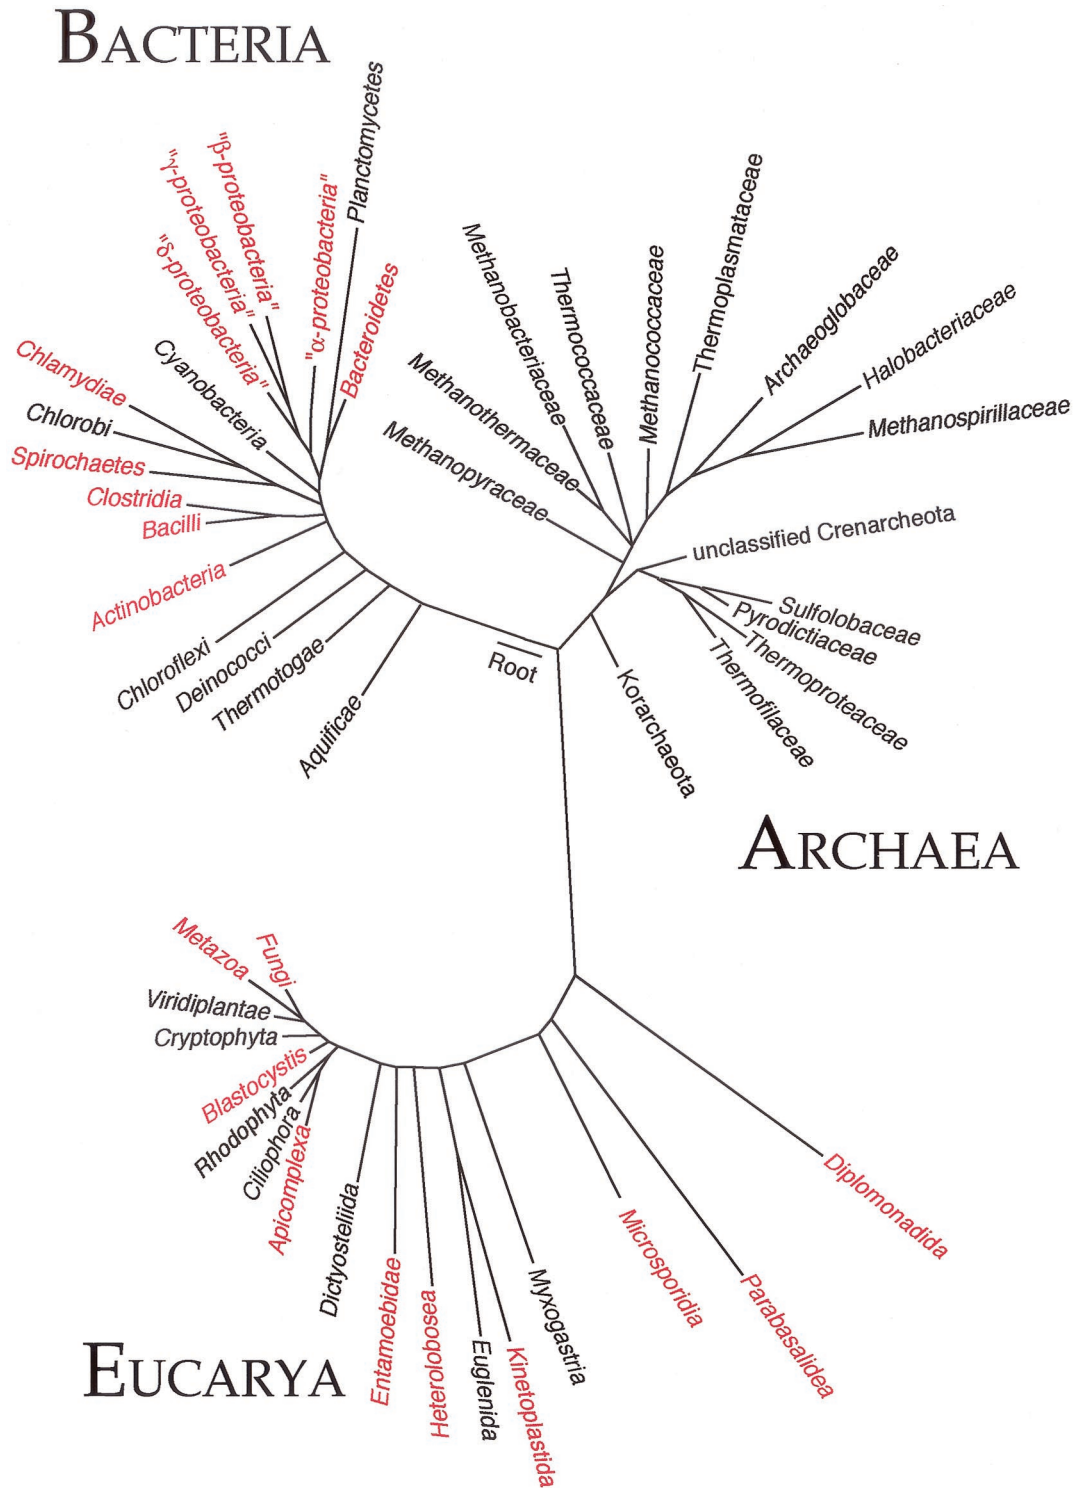 BACTERIA
Planctomycetes
"β-proteobacteria"
"γ-proteobacteria"
"α-proteobacteria"
"δ-proteobacteria"
Bacteroidetes
Cyanobacteria
Chlamydiae
Chlorobi
Spirochaetes
Clostridia
Bacilli
Actinobacteria
Chloroflexi
Deinococci
Thermotogae
Aquificae
Root
Methanopyraceae
Methanothermaceae
Methanobacteriaceae
Thermococcaceae
Methanococcaceae
Thermoplasmataceae
Archaeoglobaceae
Halobacteriaceae
Methanospirillaceae
unclassified Crenarcheota
Sulfolobaceae
Pyrodictiaceae
Thermoproteaceae
Thermofilaceae
Korarchaeota
ARCHAEA
Metazoa
Fungi
Viridiplantae
Cryptophyta
Blastocystis
Rhodophyta
Ciliophora
Apicomplexa
Dictyosteliida
Entamoebidae
Heterolobosea
Euglenida
Kinetoplastida
Myxogastria
Microsporidia
Parabasalidea
Diplomonadida
EUCARYA